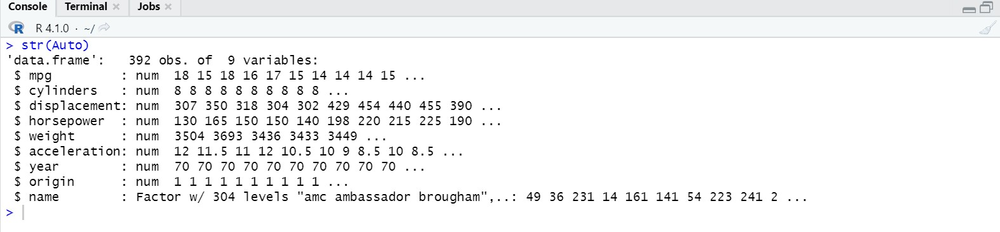 Console Terminal Jobs
R R 4.1.0 · ~/
> str(Auto)
'data.frame':   392 obs. of  9 variables:
 $ mpg         : num  18 15 18 16 17 15 14 14 14 15 ...
 $ cylinders   : num  8 8 8 8 8 8 8 8 8 8 ...
 $ displacement: num  307 350 318 304 302 429 454 440 455 390 ...
 $ horsepower  : num  130 165 150 150 140 198 220 215 225 190 ...
 $ weight      : num  3504 3693 3436 3433 3449 ...
 $ acceleration: num  12 11.5 11 12 10.5 10 9 8.5 10 8.5 ...
 $ year        : num  70 70 70 70 70 70 70 70 70 70 ...
 $ origin      : num  1 1 1 1 1 1 1 1 1 1 ...
 $ name        : Factor w/ 304 levels "amc ambassador brougham",..: 49 36 231 14 161 141 54 223 241 2 ...
>